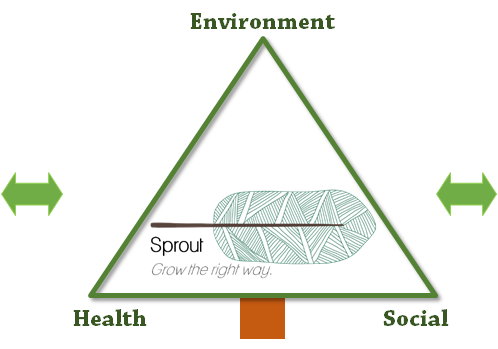 Environment
Sprout
Grow the right way.
Health
Social